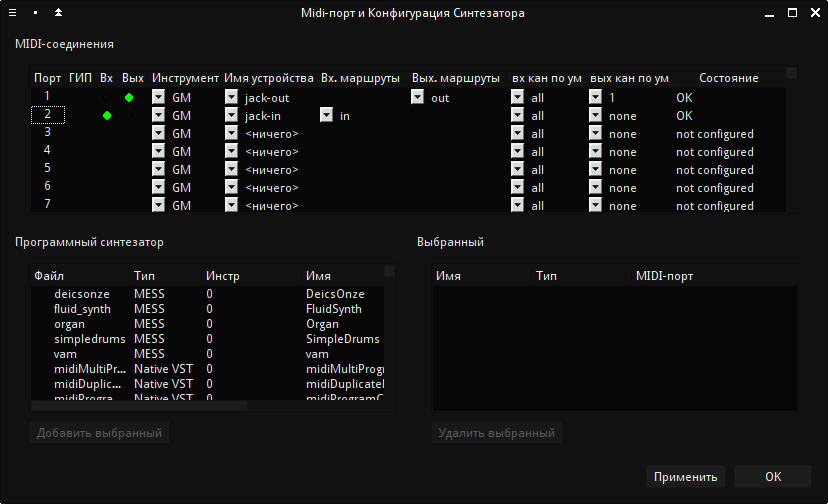 Midi-порт и Конфигурация Синтезатора
MIDI-соединения
Порт ГИП Вх Вых Инструмент Имя устройства Вх. маршруты Вых. маршруты вх кан по ум вых кан по ум Состояние
1 GM jack-out out all 1 OK
2 GM jack-in in all none OK
3 GM <ничего> all none not configured
4 GM <ничего> all none not configured
5 GM <ничего> all none not configured
6 GM <ничего> all none not configured
7 GM <ничего> all none not configured
Программный синтезатор
Файл Тип Инстр Имя
deicsonze MESS 0 DeicsOnze
fluid_synth MESS 0 FluidSynth
organ MESS 0 Organ
simpledrums MESS 0 SimpleDrums
vam MESS 0 vam
midiMultiPr... Native VST 0 midiMultiProgr
midiDuplic... Native VST 0 midiDuplicate
midiProgra... Native VST 0 midiProgramC
Добавить выбранный
Выбранный
Имя Тип MIDI-порт
Удалить выбранный
Применить OK